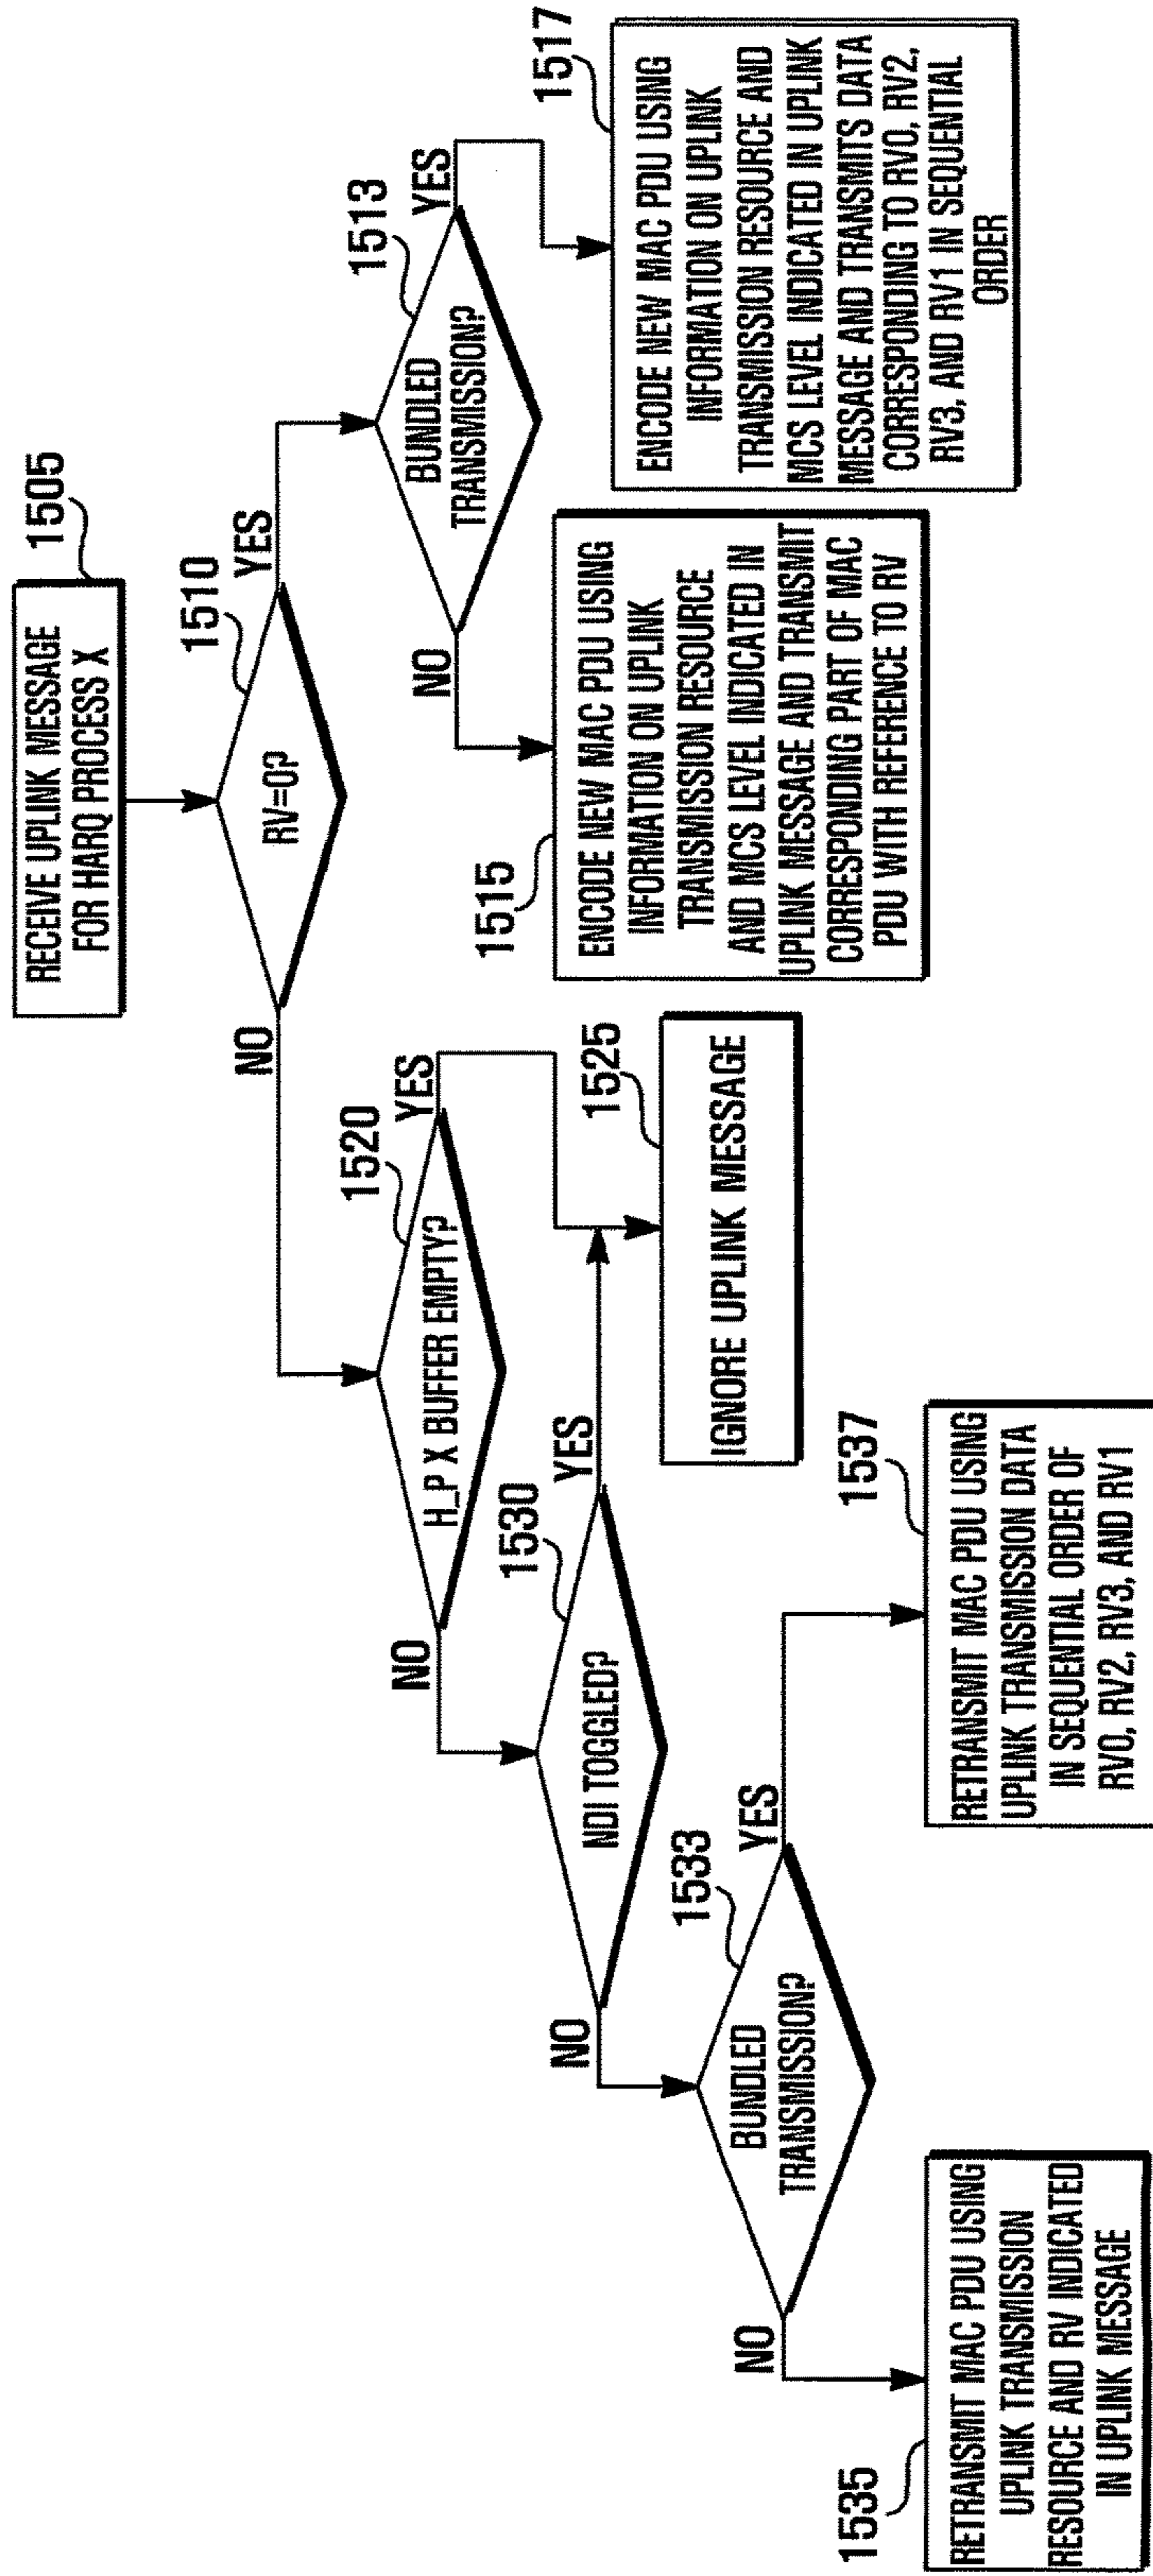 RECEIVE UPLINK MESSAGE
FOR HARQ PROCESS X
1505
RV=0?
1510
NO
YES
H_P X BUFFER EMPTY?
1520
NO
YES
BUNDLED
TRANSMISSION?
1513
NO
YES
NDI TOGGLED?
1530
NO
YES
IGNORE UPLINK MESSAGE
1525
1515
ENCODE NEW MAC PDU USING
INFORMATION ON UPLINK
TRANSMISSION RESOURCE
AND MCS LEVEL INDICATED IN
UPLINK MESSAGE AND TRANSMIT
CORRESPONDING PART OF MAC
PDU WITH REFERENCE TO RV
1517
ENCODE NEW MAC PDU USING
INFORMATION ON UPLINK
TRANSMISSION RESOURCE AND
MCS LEVEL INDICATED IN UPLINK
MESSAGE AND TRANSMITS DATA
CORRESPONDING TO RV0, RV2,
RV3, AND RV1 IN SEQUENTIAL
ORDER
BUNDLED
TRANSMISSION?
1533
NO
YES
1535
RETRANSMIT MAC PDU USING
UPLINK TRANSMISSION
RESOURCE AND RV INDICATED
IN UPLINK MESSAGE
1537
RETRANSMIT MAC PDU USING
UPLINK TRANSMISSION DATA
IN SEQUENTIAL ORDER OF
RV0, RV2, RV3, AND RV1